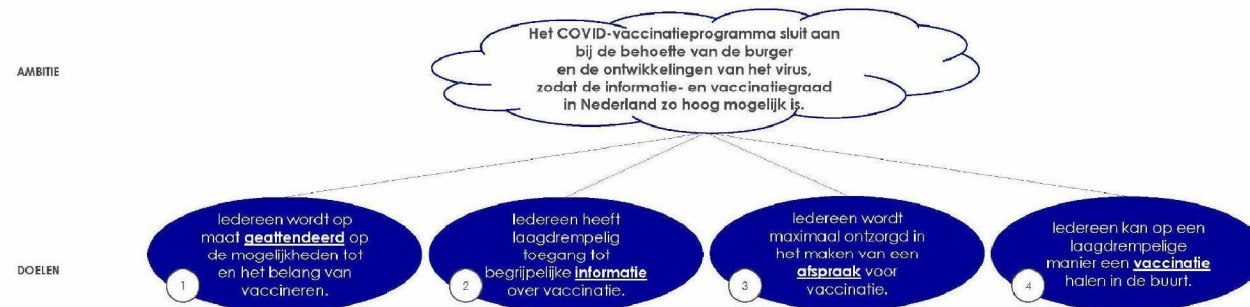 AMBITIE
Het COVID-vaccinatieprogramma sluit aan
bij de behoefte van de burger
en de ontwikkelingen van het virus,
zodat de informatie- en vaccinatiegraad
in Nederland zo hoog mogelijk is.
DOELEN
Iedereen wordt op
maat geattendeerd op
de mogelijkheden tot
en het belang van
vaccineren.
1
Iedereen heeft
laagdrempelig
toegang tot
begrijpelijke informatie
over vaccinatie.
2
Iedereen wordt
maximaal ontzorgd in
het maken van een
afspraak voor
vaccinatie.
3
Iedereen kan op een
laagdrempelige
manier een vaccinatie
halen in de buurt.
4